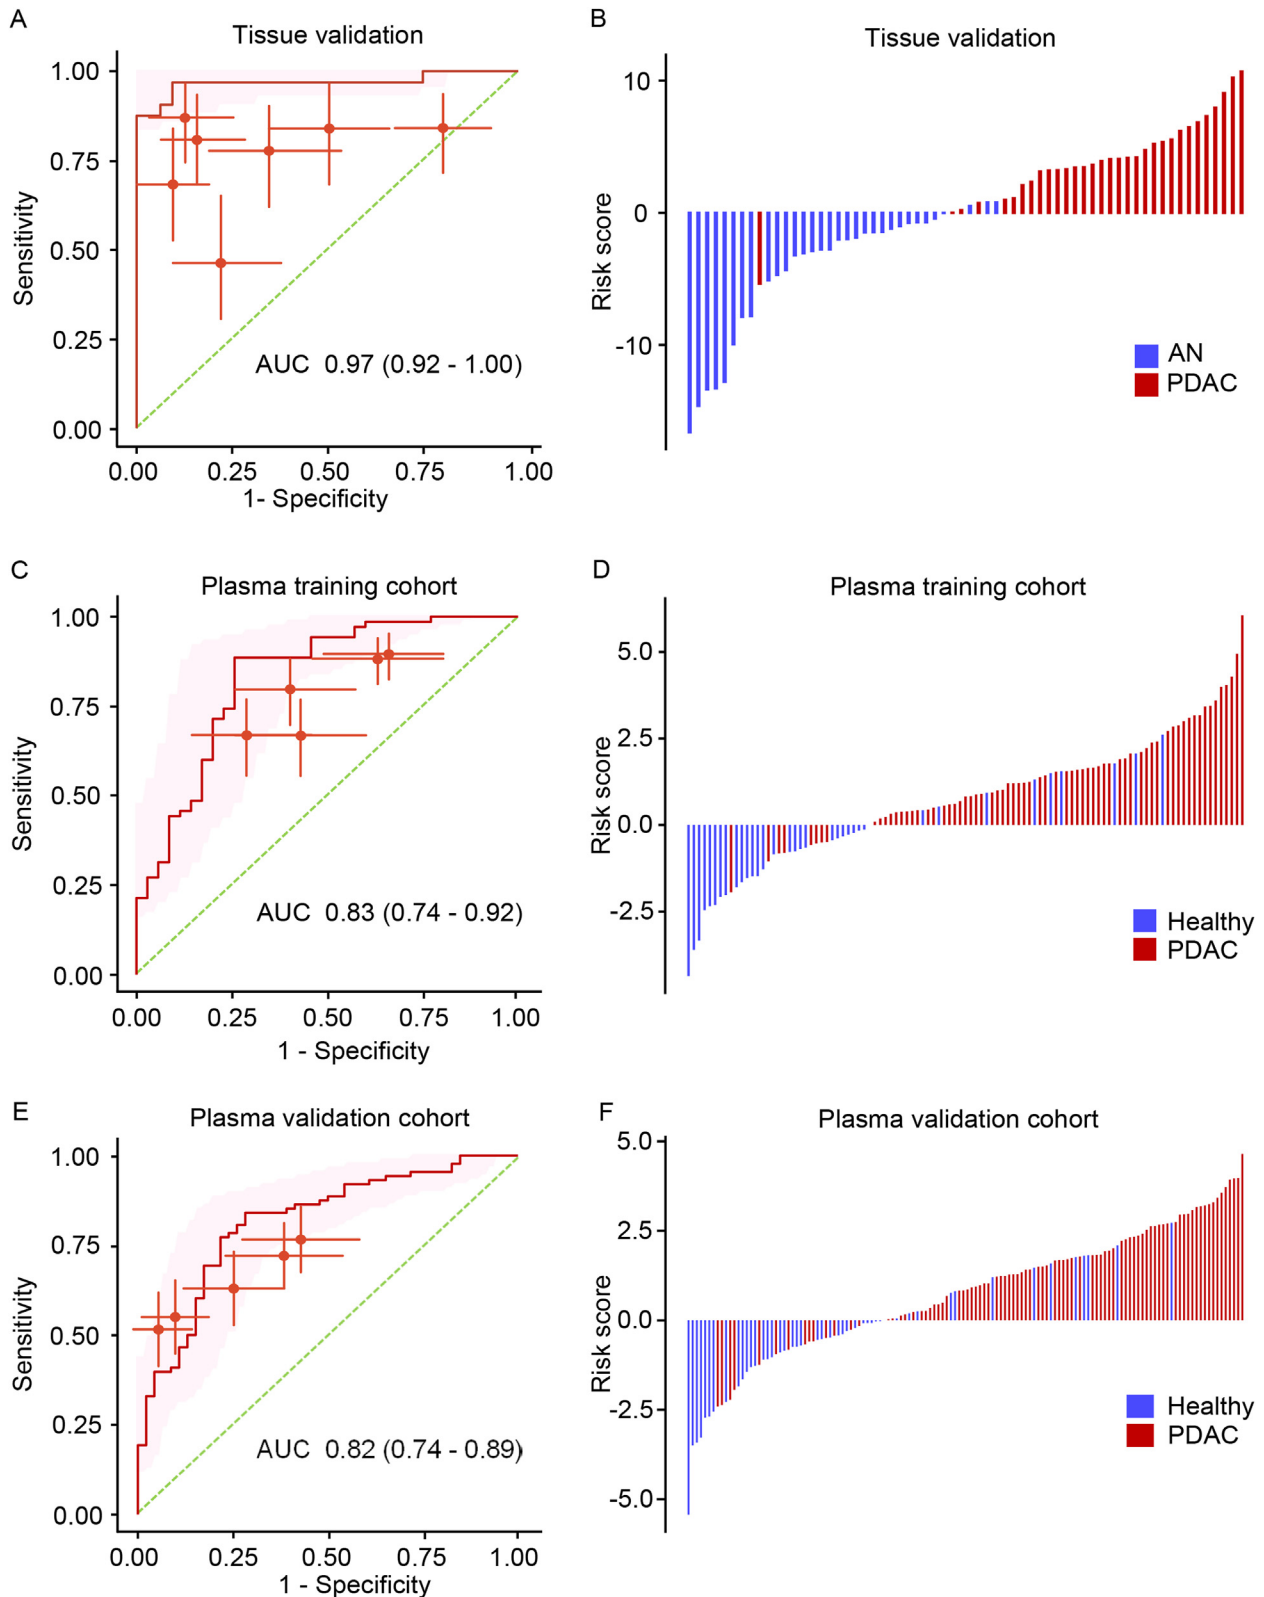 A
Tissue validation
1.00
0.75
0.50
0.25
0.00
Sensitivity
AUC 0.97 (0.92 - 1.00)
0.00 0.25 0.50 0.75 1.00
1- Specificity
B
Tissue validation
10
0
-10
Risk score
AN
PDAC
C
Plasma training cohort
1.00
0.75
0.50
0.25
0.00
Sensitivity
AUC 0.83 (0.74 - 0.92)
0.00 0.25 0.50 0.75 1.00
1 - Specificity
D
Plasma training cohort
5.0
2.5
0.0
-2.5
Risk score
Healthy
PDAC
E
Plasma validation cohort
1.00
0.75
0.50
0.25
0.00
Sensitivity
AUC 0.82 (0.74 - 0.89)
0.00 0.25 0.50 0.75 1.00
1 - Specificity
F
Plasma validation cohort
5.0
2.5
0.0
-2.5
-5.0
Risk score
Healthy
PDAC